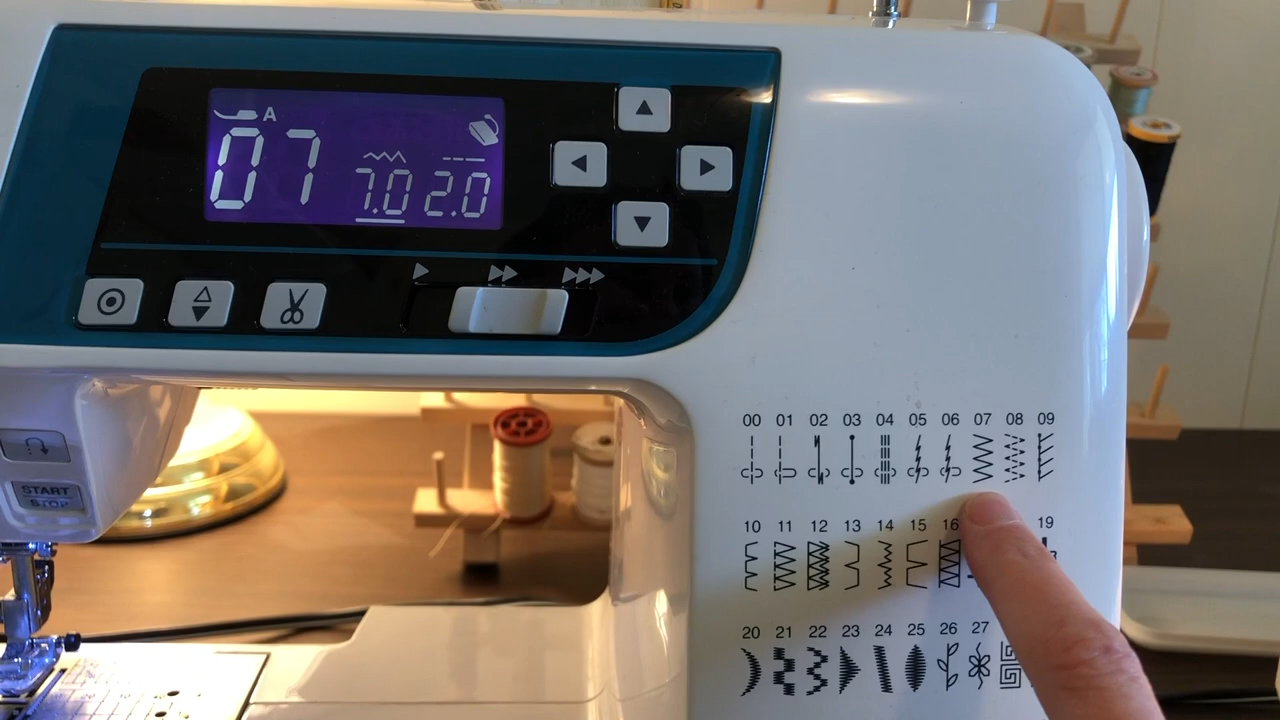 A
07 7.0 2.0
START
STOP
00 01 02 03 04 05 06 07 08 09
10 11 12 13 14 15 16 19
20 21 22 23 24 25 26 27